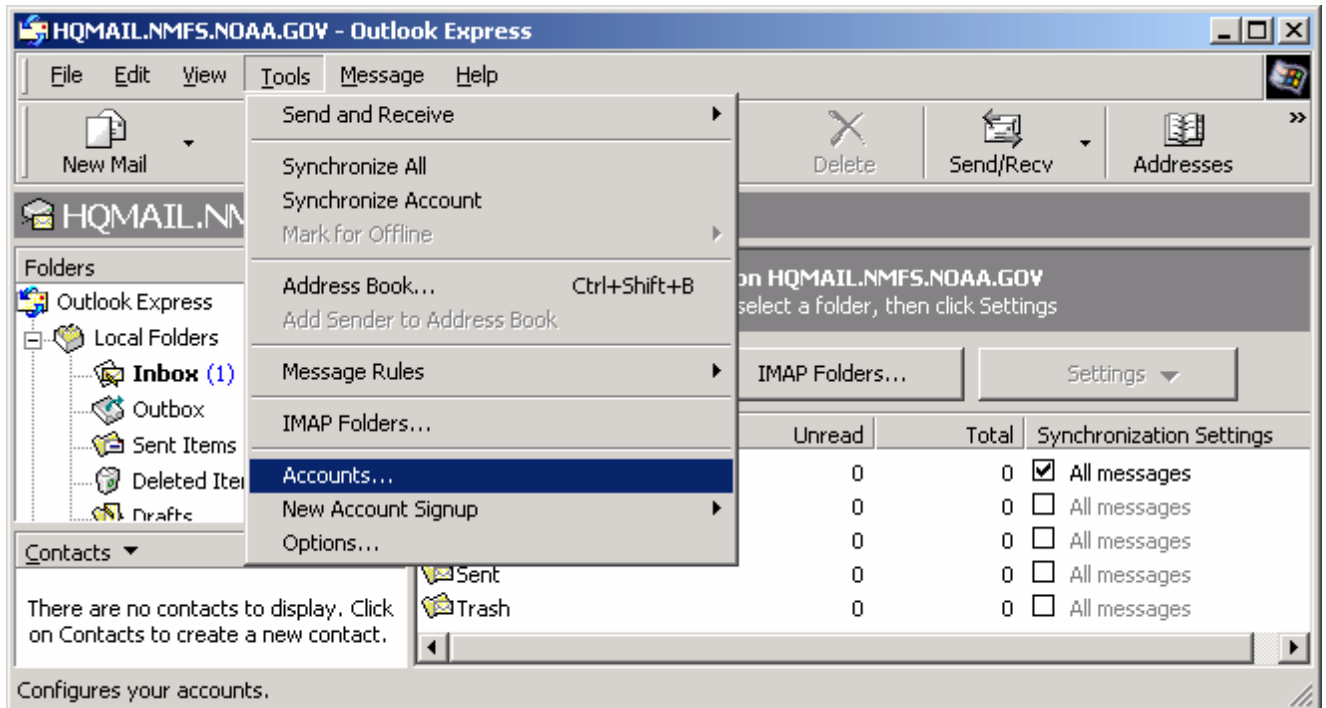 HQMAIL.NMFS.NOAA.GOV - Outlook Express
File Edit View Tools Message Help
New Mail Delete Send/Recv Addresses »
HQMAIL.NM
Send and Receive
Synchronize All
Synchronize Account
Mark for Offline
Address Book... Ctrl+Shift+B
Add Sender to Address Book
Message Rules
IMAP Folders...
Accounts...
New Account Signup
Options...
Folders
Outlook Express
Local Folders
Inbox (1)
Outbox
Sent Items
Deleted Iter
Drafts
Contacts
There are no contacts to display. Click
on Contacts to create a new contact.
on HQMAIL.NMFS.NOAA.GOV
select a folder, then click Settings
IMAP Folders... Settings
Unread Total Synchronization Settings
0 0 All messages
0 0 All messages
0 0 All messages
Sent 0 0 All messages
Trash 0 0 All messages
Configures your accounts.